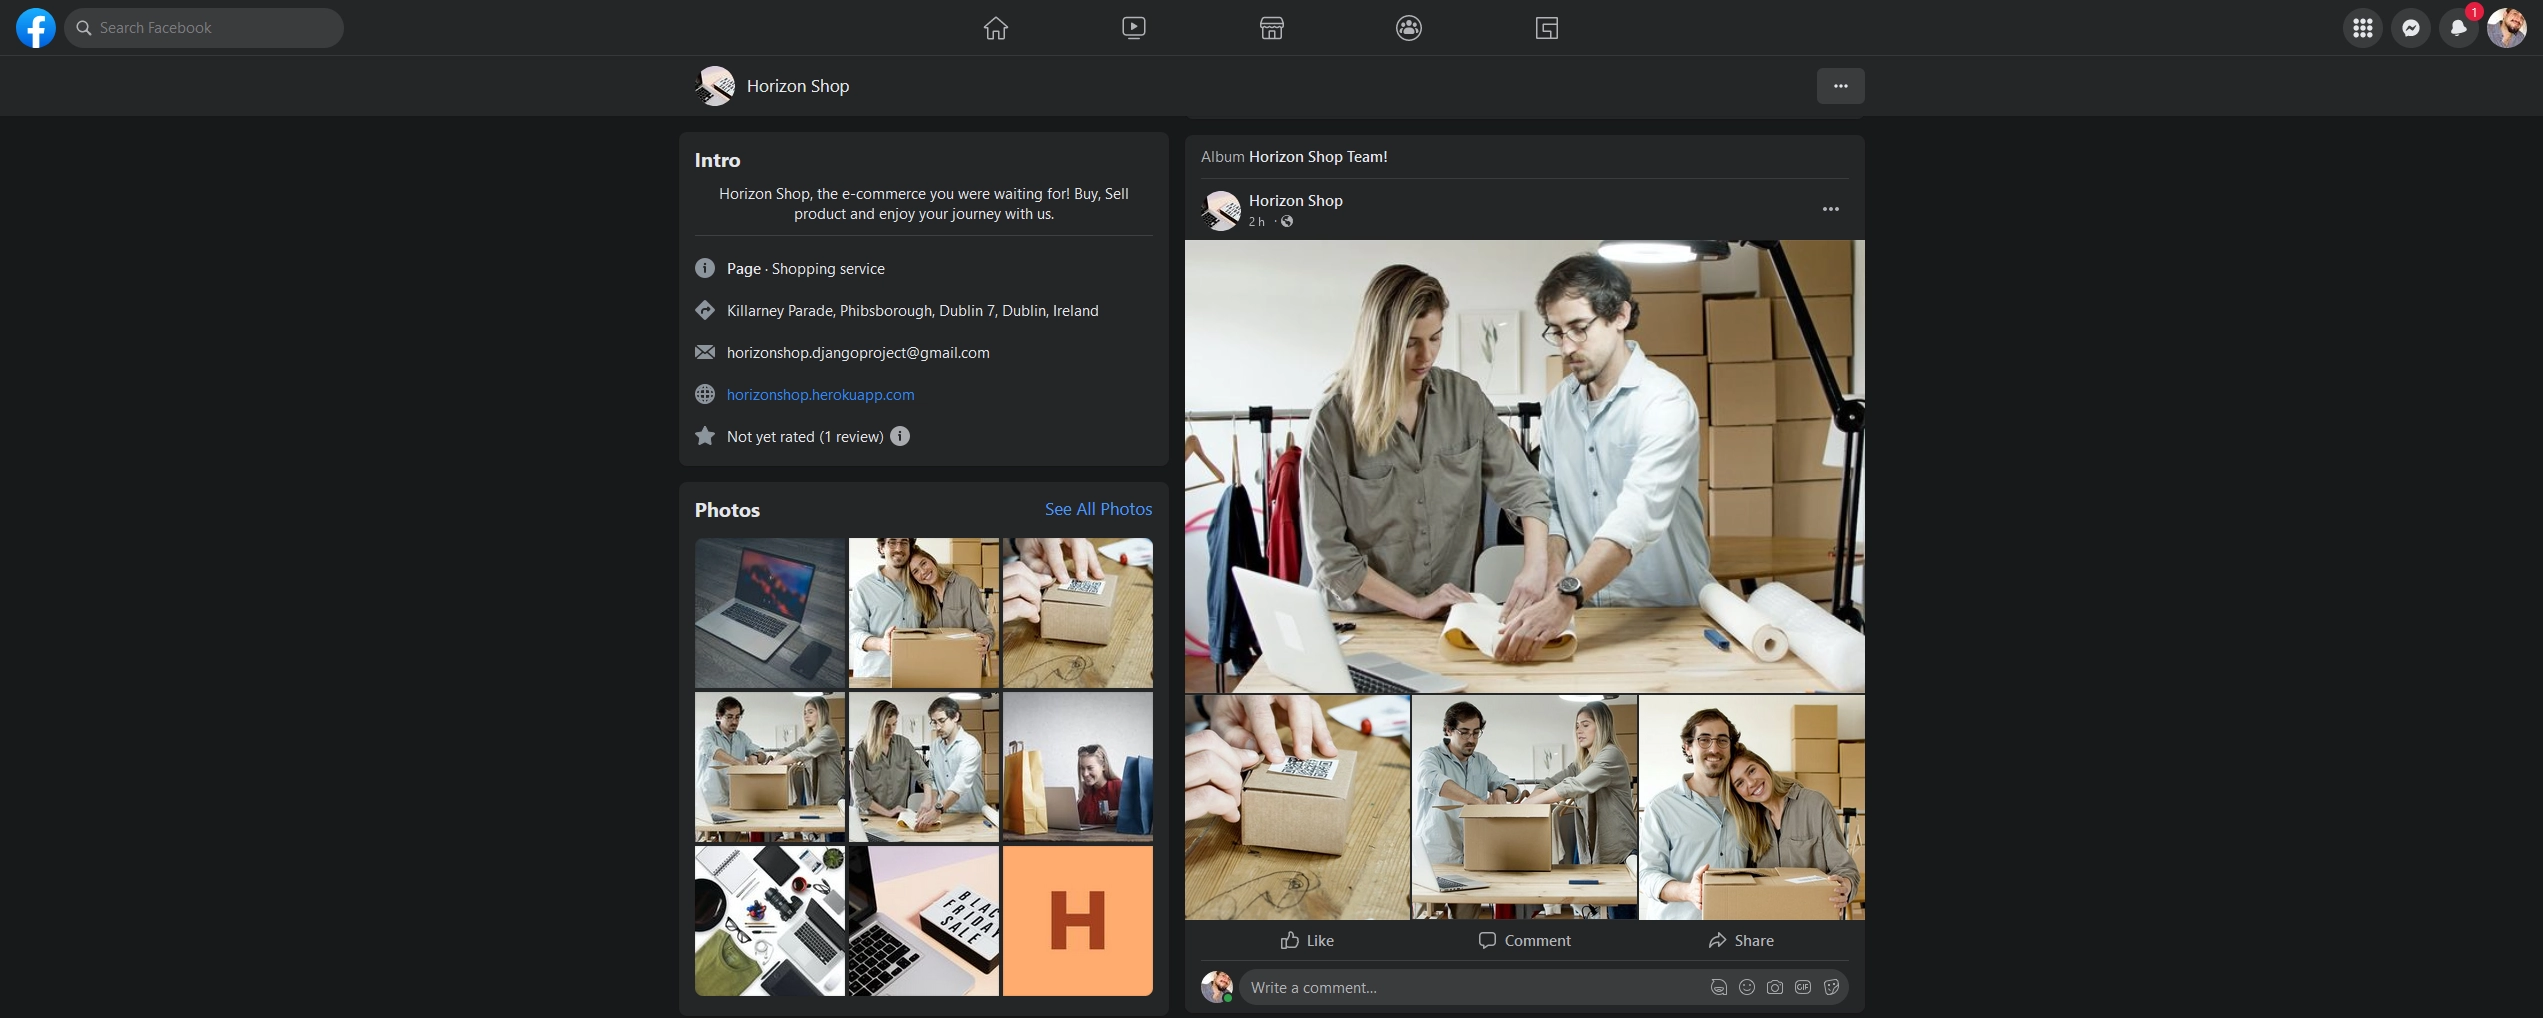 Search Facebook
1
Horizon Shop
Intro
Horizon Shop, the e-commerce you were waiting for! Buy, Sell
product and enjoy your journey with us.
Page · Shopping service
Killarney Parade, Phibsborough, Dublin 7, Dublin, Ireland
horizonshop.djangoproject@gmail.com
horizonshop.herokuapp.com
Not yet rated (1 review)
Photos
See All Photos
BLACK
FRIDAY
SALE
H
Album Horizon Shop Team!
Horizon Shop
2 h ·
Like
Comment
Share
Write a comment...
GIF